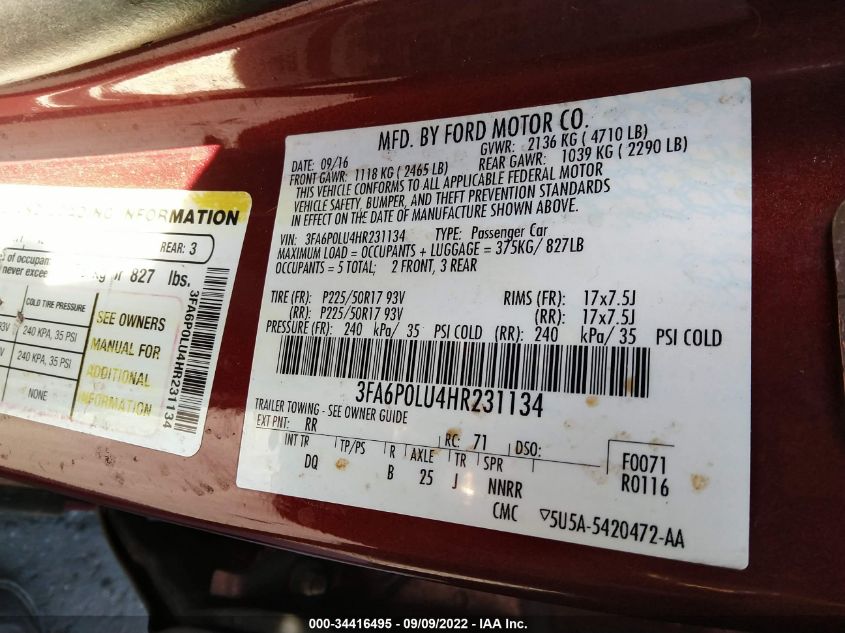 MFD. BY FORD MOTOR CO.
DATE: 09/16
GVWR: 2136 KG ( 4710 LB)
FRONT GAWR: 1118 KG ( 2465 LB)
REAR GAWR: 1039 KG ( 2290 LB)
THIS VEHICLE CONFORMS TO ALL APPLICABLE FEDERAL MOTOR
VEHICLE SAFETY, BUMPER, AND THEFT PREVENTION STANDARDS
IN EFFECT ON THE DATE OF MANUFACTURE SHOWN ABOVE.
VIN: 3FA6P0LU4HR231134 TYPE: Passenger Car
MAXIMUM LOAD = OCCUPANTS + LUGGAGE = 375KG/ 827LB
OCCUPANTS = 5 TOTAL; 2 FRONT, 3 REAR
TIRE (FR): P225/50R17 93V RIMS (FR): 17x7.5J
(RR): P225/50R17 93V (RR): 17x7.5J
PRESSURE (FR): 240 kPa/ 35 PSI COLD (RR): 240 kPa/ 35 PSI COLD
3FA6P0LU4HR231134
TRAILER TOWING - SEE OWNER GUIDE
EXT PNT: RR RC: 71 DSO:
INT TR TP/PS R AXLE TR SPR
DQ B 25 J NNRR
F0071
R0116
CMC ▽5U5A-5420472-AA
INFORMATION
REAR: 3
of occupant
never exceed kg or 827 lbs.
COLD TIRE PRESSURE
93V 240 KPA, 35 PSI
240 KPA, 35 PSI
NONE
SEE OWNERS
MANUAL FOR
ADDITIONAL
INFORMATION
3FA6P0LU4HR231134
000-34416495 - 09/09/2022 - IAA Inc.